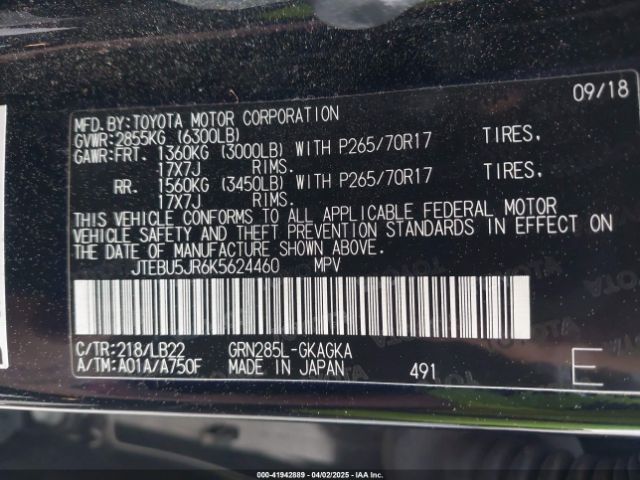 09/18
MFD.BY:TOYOTA MOTOR CORPORATION
GVWR:2855KG (6300LB)
GAWR:FRT. 1360KG (3000LB) WITH P265/70R17 TIRES,
17X7J RIMS.
RR. 1560KG (3450LB) WITH P265/70R17 TIRES,
17X7J RIMS.
THIS VEHICLE CONFORMS TO ALL APPLICABLE FEDERAL MOTOR
VEHICLE SAFETY AND THEFT PREVENTION STANDARDS IN EFFECT ON
THE DATE OF MANUFACTURE SHOWN ABOVE.
JTEBU5JR6K5624460 MPV
C/TR:218/LB22 GRN285L-GKAGKA
A/TM:A01A/A750F MADE IN JAPAN 491 E
000-41942889 - 04/02/2025 - IAA Inc.